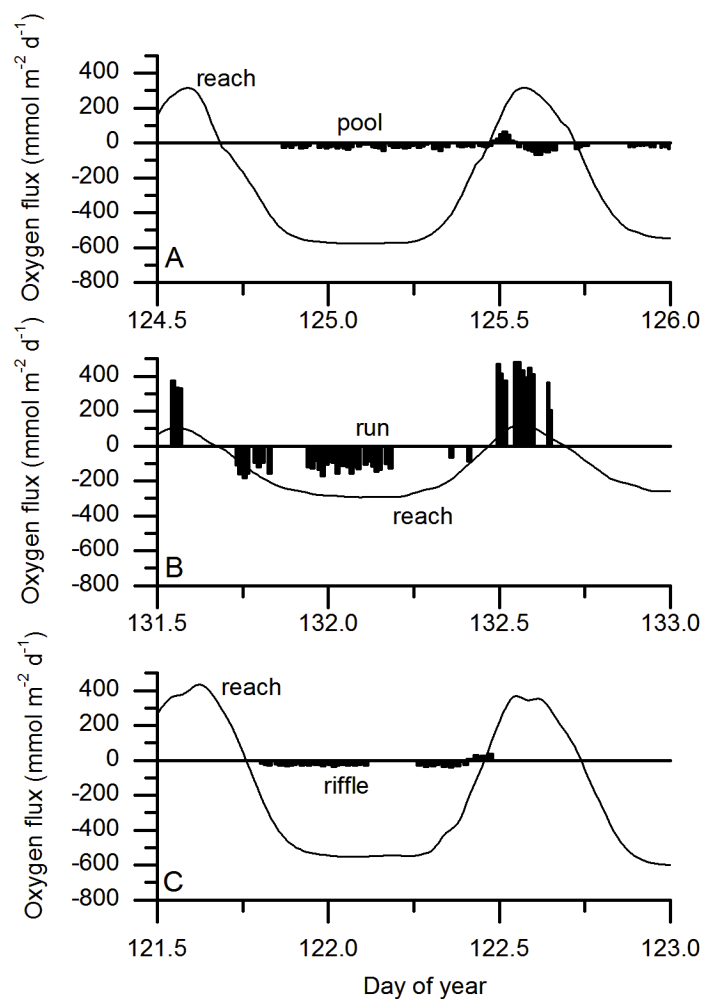 Oxygen flux (mmol m⁻² d⁻¹)
400
200
0
-200
-400
-600
-800
reach
pool
A
124.5 125.0 125.5 126.0
Oxygen flux (mmol m⁻² d⁻¹)
400
200
0
-200
-400
-600
-800
run
reach
B
131.5 132.0 132.5 133.0
Oxygen flux (mmol m⁻² d⁻¹)
400
200
0
-200
-400
-600
-800
reach
riffle
C
121.5 122.0 122.5 123.0
Day of year